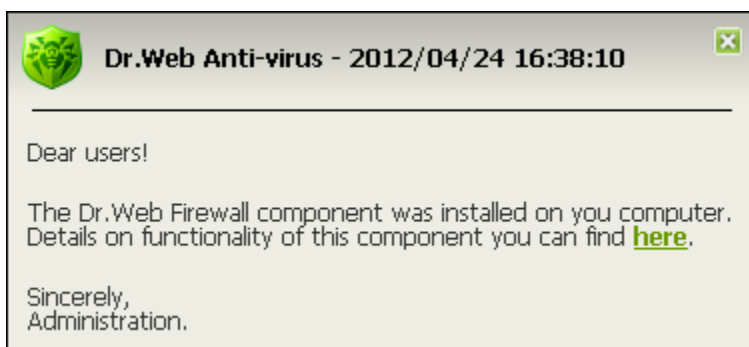 Dr.Web Anti-virus - 2012/04/24 16:38:10
Dear users!
The Dr.Web Firewall component was installed on you computer.
Details on functionality of this component you can find here.
Sincerely,
Administration.